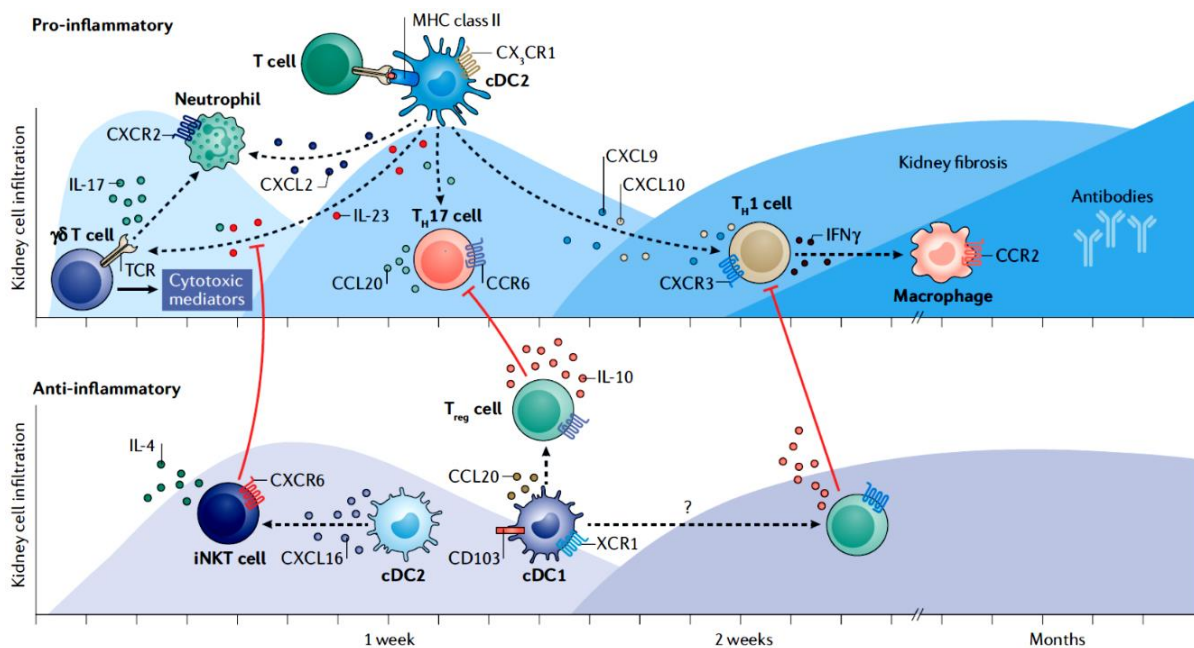 Pro-inflammatory
MHC class II
T cell
CX₃CR1
cDC2
Neutrophil
CXCR2
CXCL2
IL-17
IL-23
γδ T cell
TCR
Cytotoxic
mediators
T_H17 cell
CCL20
CCR6
CXCL9
CXCL10
T_H1 cell
IFNγ
CXCR3
Kidney fibrosis
Antibodies
CCR2
Macrophage
Kidney cell infiltration
Anti-inflammatory
IL-10
T_reg cell
IL-4
CXCR6
iNKT cell
CXCL16
cDC2
CCL20
CD103
XCR1
cDC1
?
Kidney cell infiltration
1 week
2 weeks
Months